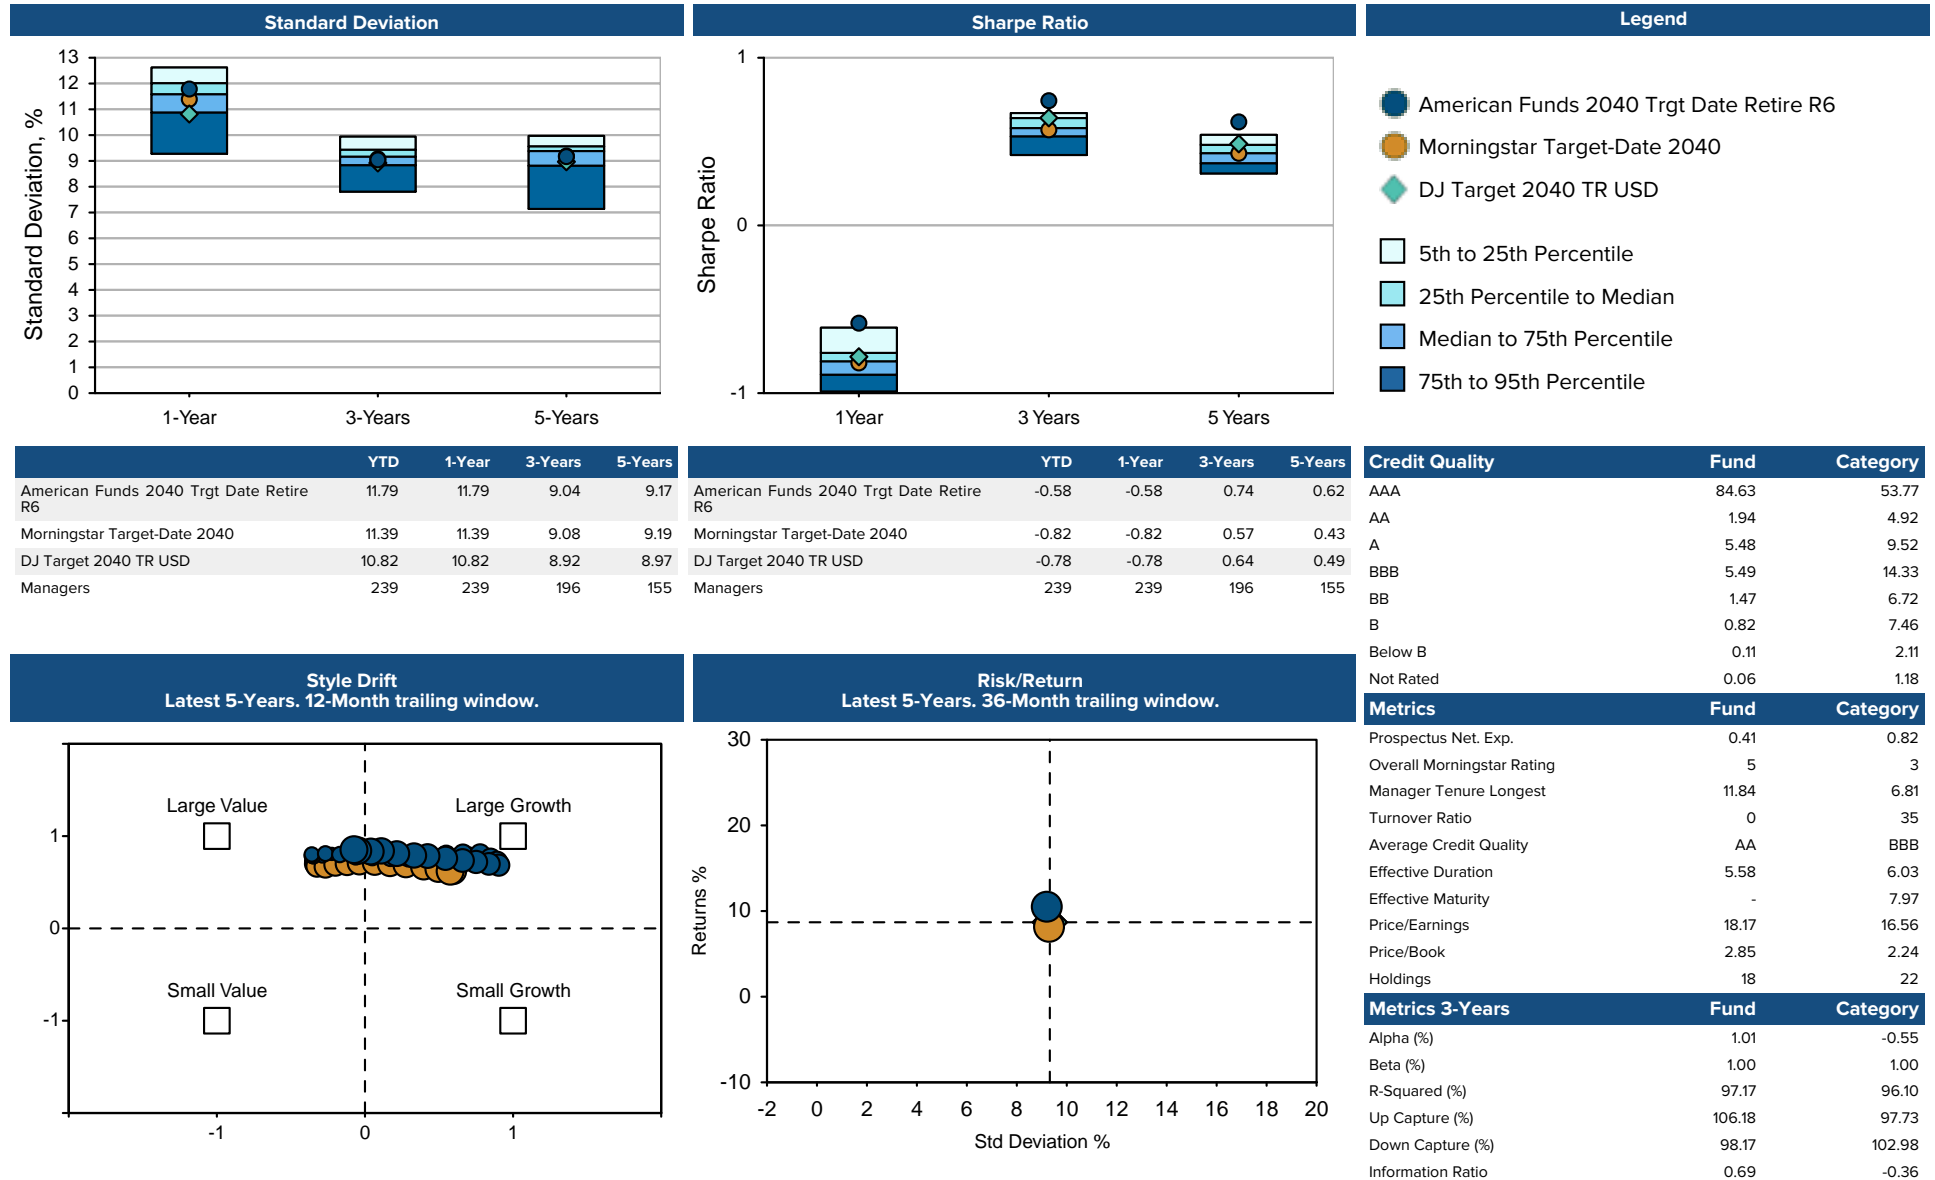 Standard Deviation
13
12
11
10
9
8
7
6
5
4
3
2
1
0
Standard Deviation, %
1-Year 3-Years 5-Years
Sharpe Ratio
1
0
-1
Sharpe Ratio
1Year 3 Years 5 Years
Legend
American Funds 2040 Trgt Date Retire R6
Morningstar Target-Date 2040
DJ Target 2040 TR USD
5th to 25th Percentile
25th Percentile to Median
Median to 75th Percentile
75th to 95th Percentile
YTD 1-Year 3-Years 5-Years
American Funds 2040 Trgt Date Retire 11.79 11.79 9.04 9.17
R6
Morningstar Target-Date 2040 11.39 11.39 9.08 9.19
DJ Target 2040 TR USD 10.82 10.82 8.92 8.97
Managers 239 239 196 155
YTD 1-Year 3-Years 5-Years
American Funds 2040 Trgt Date Retire -0.58 -0.58 0.74 0.62
R6
Morningstar Target-Date 2040 -0.82 -0.82 0.57 0.43
DJ Target 2040 TR USD -0.78 -0.78 0.64 0.49
Managers 239 239 196 155
Credit Quality Fund Category
AAA 84.63 53.77
AA 1.94 4.92
A 5.48 9.52
BBB 5.49 14.33
BB 1.47 6.72
B 0.82 7.46
Below B 0.11 2.11
Not Rated 0.06 1.18
Metrics Fund Category
Prospectus Net. Exp. 0.41 0.82
Overall Morningstar Rating 5 3
Manager Tenure Longest 11.84 6.81
Turnover Ratio 0 35
Average Credit Quality AA BBB
Effective Duration 5.58 6.03
Effective Maturity - 7.97
Price/Earnings 18.17 16.56
Price/Book 2.85 2.24
Holdings 18 22
Metrics 3-Years Fund Category
Alpha (%) 1.01 -0.55
Beta (%) 1.00 1.00
R-Squared (%) 97.17 96.10
Up Capture (%) 106.18 97.73
Down Capture (%) 98.17 102.98
Information Ratio 0.69 -0.36
Style Drift
Latest 5-Years. 12-Month trailing window.
Large Value Large Growth
1
0
Small Value Small Growth
-1
-1 0 1
Risk/Return
Latest 5-Years. 36-Month trailing window.
30
20
10
0
-10
Returns %
-2 0 2 4 6 8 10 12 14 16 18 20
Std Deviation %